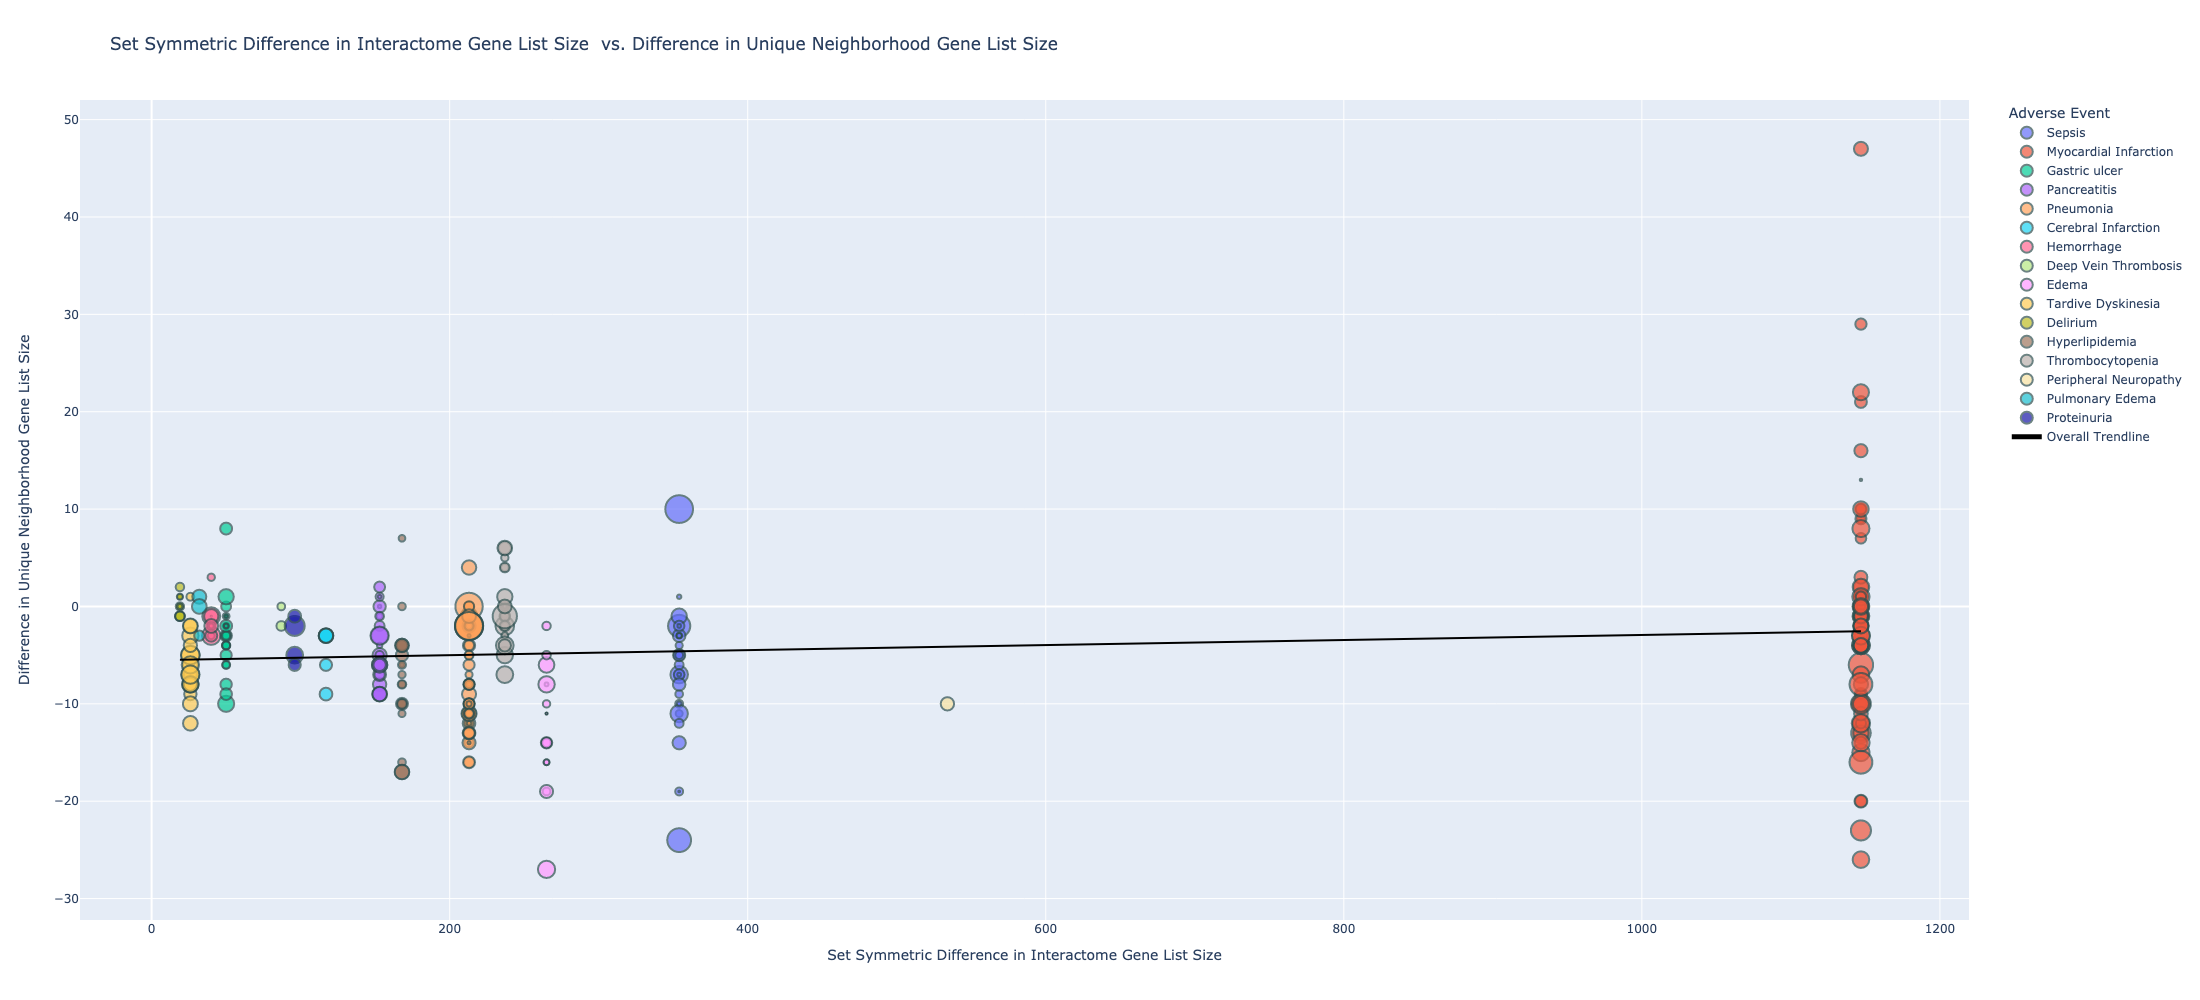 Set Symmetric Difference in Interactome Gene List Size  vs. Difference in Unique Neighborhood Gene List Size
Difference in Unique Neighborhood Gene List Size
50
40
30
20
10
0
−10
−20
−30
0 200 400 600 800 1000 1200
Set Symmetric Difference in Interactome Gene List Size
Adverse Event
Sepsis
Myocardial Infarction
Gastric ulcer
Pancreatitis
Pneumonia
Cerebral Infarction
Hemorrhage
Deep Vein Thrombosis
Edema
Tardive Dyskinesia
Delirium
Hyperlipidemia
Thrombocytopenia
Peripheral Neuropathy
Pulmonary Edema
Proteinuria
Overall Trendline